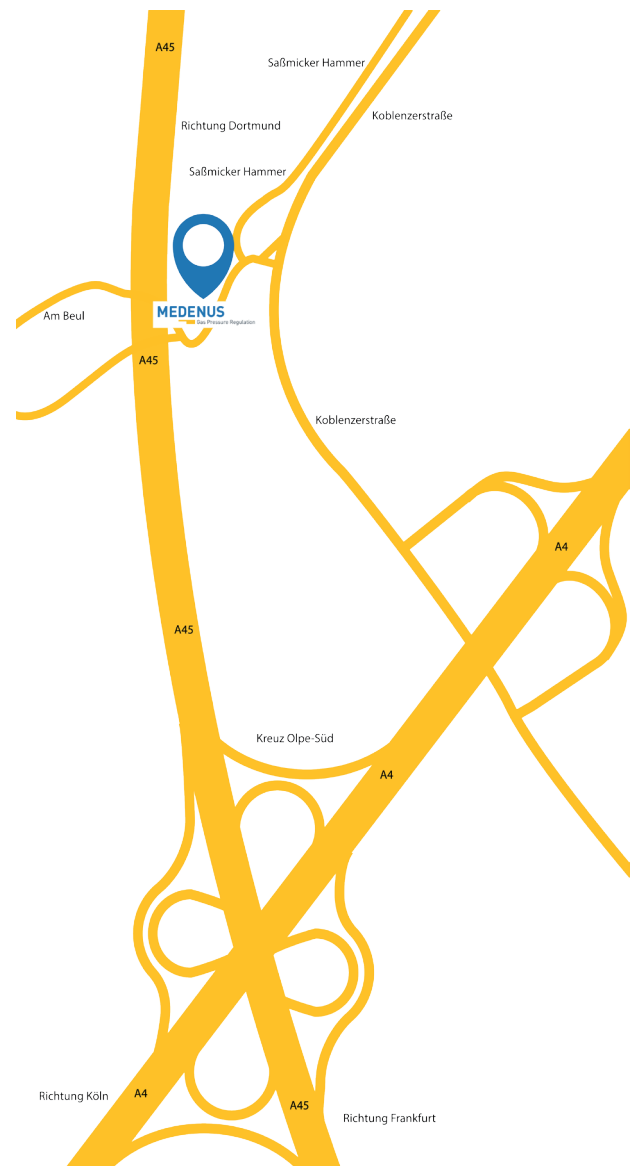 A45
Saßmicker Hammer
Koblenzerstraße
Richtung Dortmund
Saßmicker Hammer
MEDENUS
Gas Pressure Regulation
Am Beul
A45
Koblenzerstraße
A4
A45
Kreuz Olpe-Süd
A4
Richtung Köln
A4
A45
Richtung Frankfurt